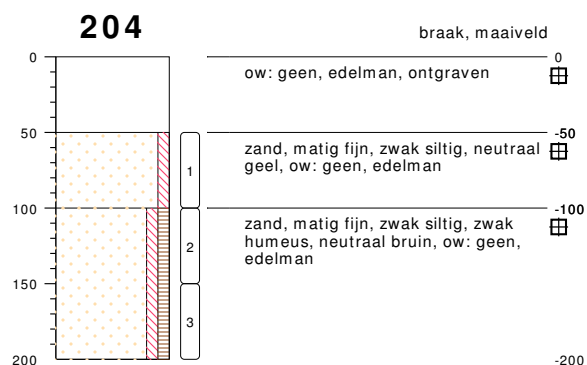 204
braak, maaiveld
0
0
ow: geen, edelman, ontgraven
50
-50
zand, matig fijn, zwak siltig, neutraal
geel, ow: geen, edelman
1
100
-100
zand, matig fijn, zwak siltig, zwak
humeus, neutraal bruin, ow: geen,
edelman
2
150
3
200
-200